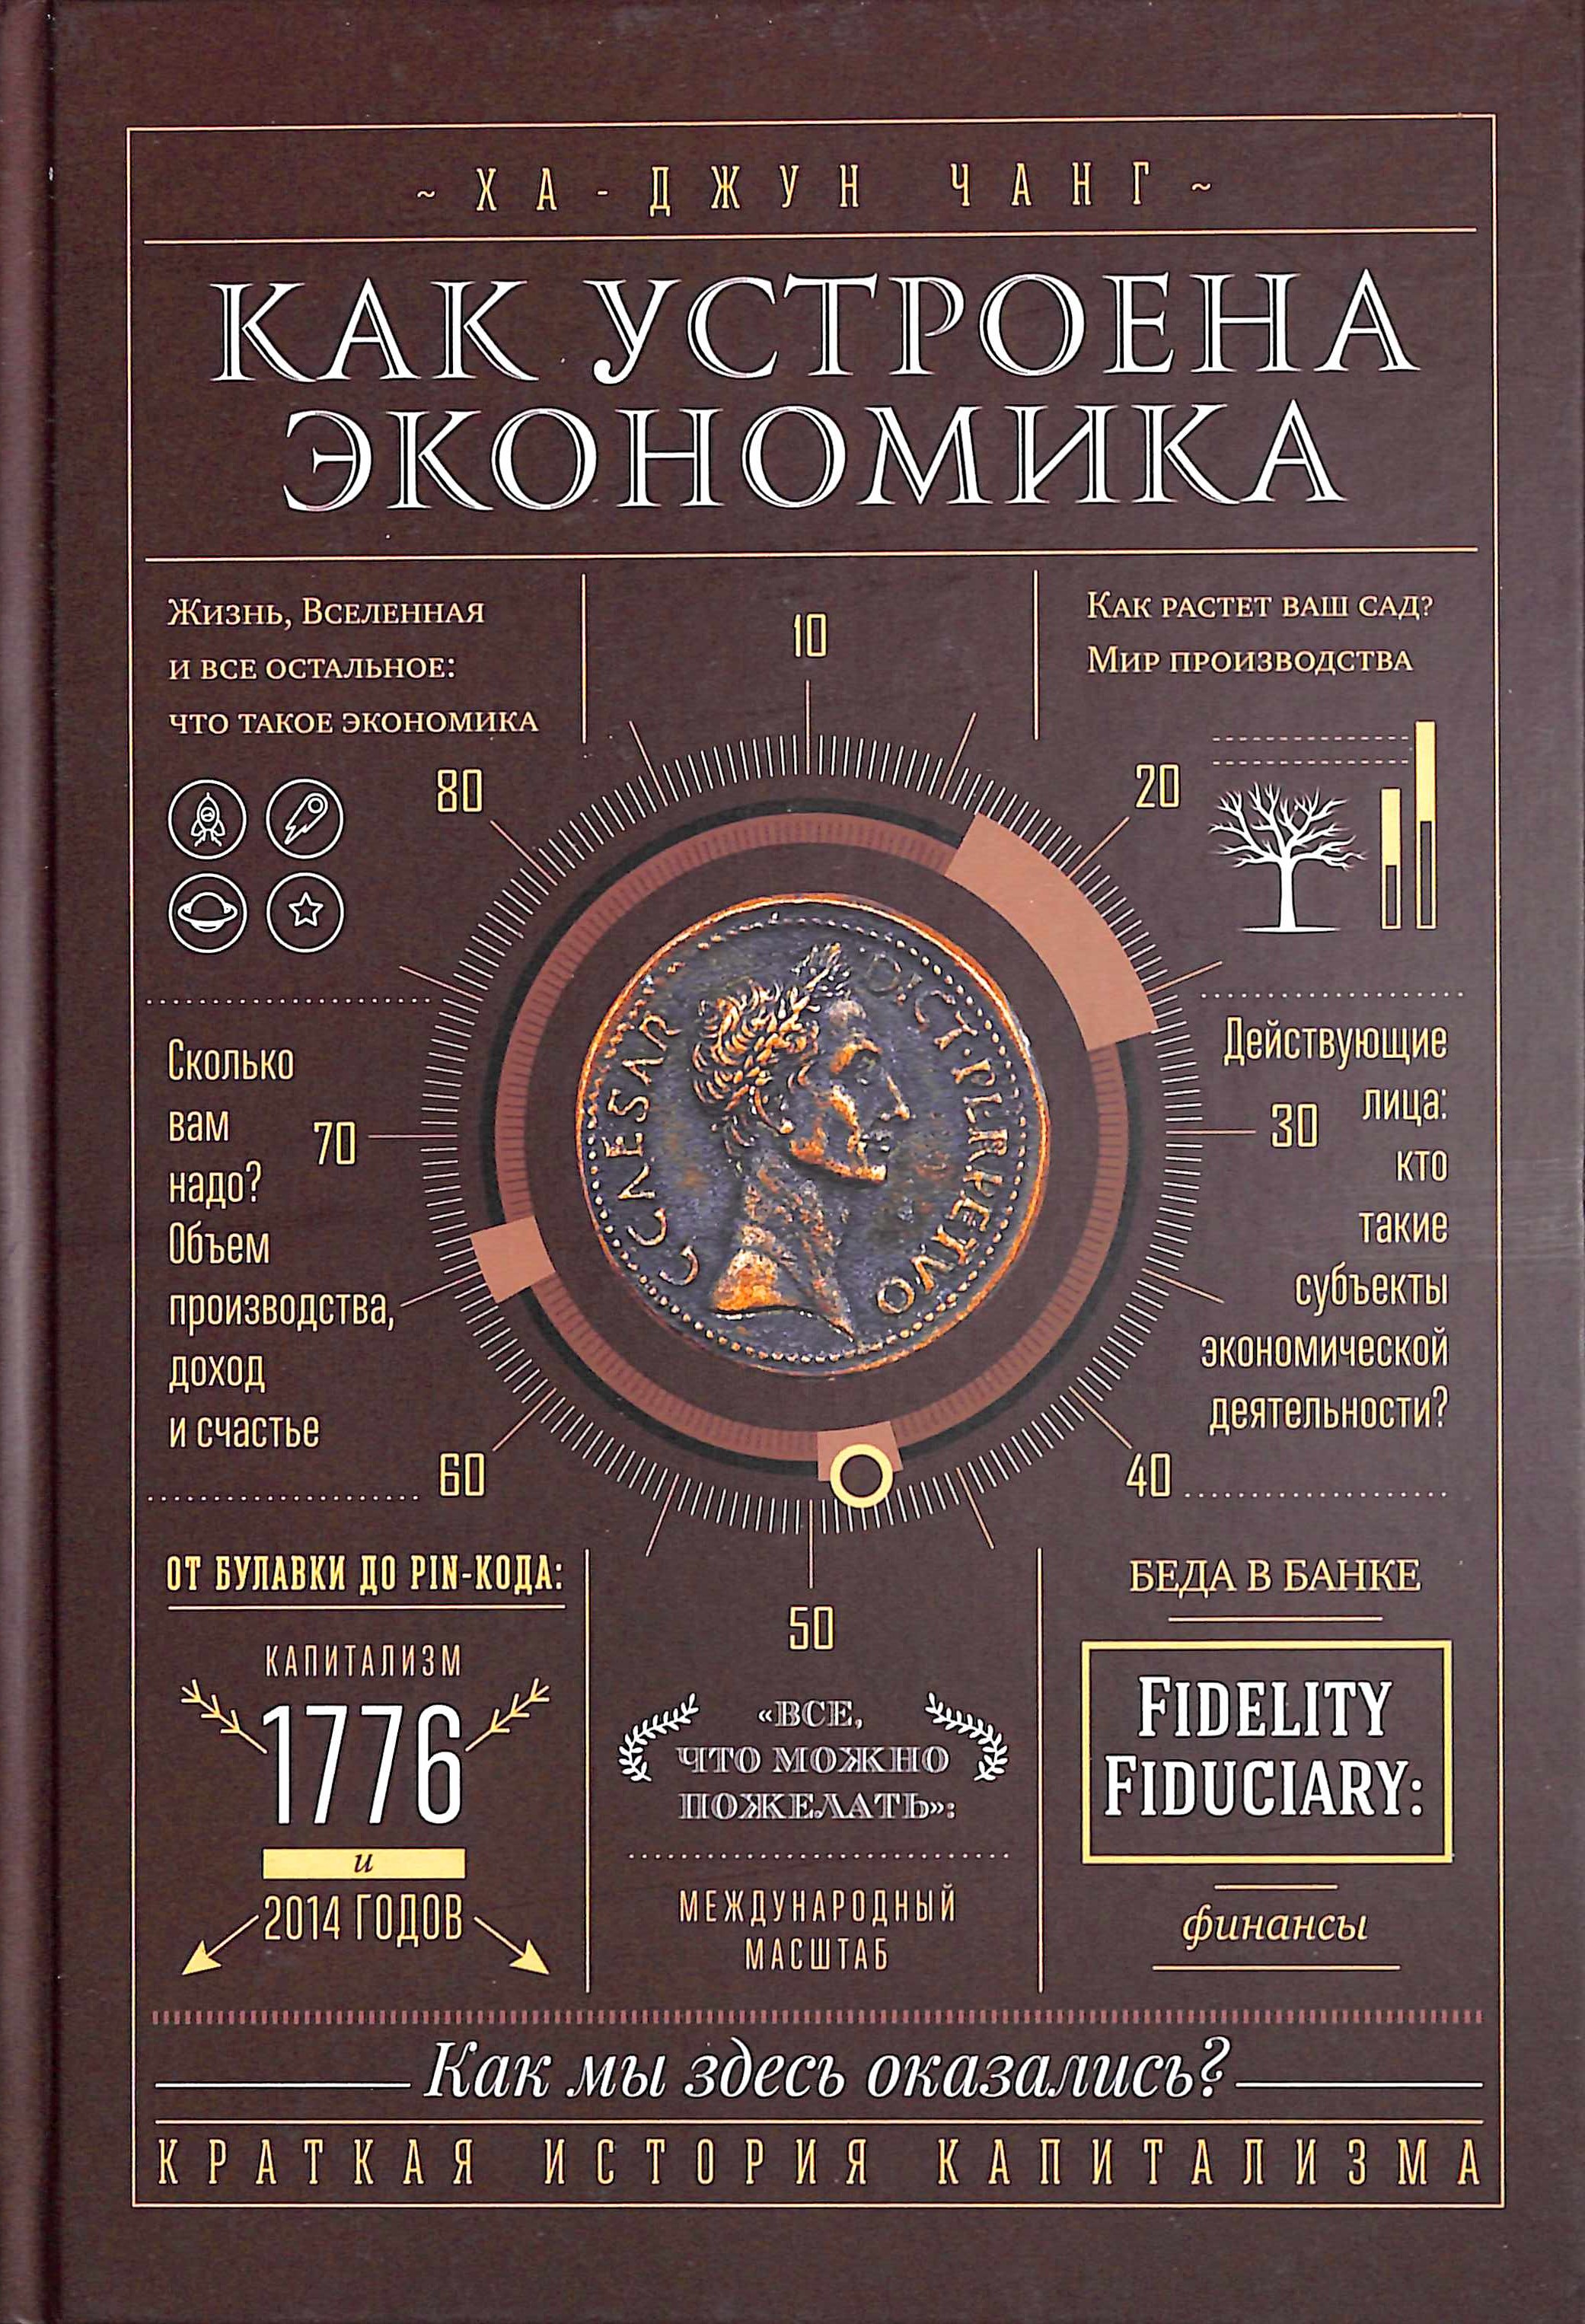 ~ХА-ДЖУН ЧАНГ~
КАК УСТРОЕНА
ЭКОНОМИКА
Жизнь, Вселенная
и все остальное:
что такое экономика
10
Как растет ваш сад?
Мир производства
80
20
CAESAR DICT·PERPETVO
Сколько
вам
надо?
Объем
производства,
доход
и счастье
70
30
Действующие
лица:
кто
такие
субъекты
экономической
деятельности?
60
40
50
ОТ БУЛАВКИ ДО PIN-КОДА:
КАПИТАЛИЗМ
1776
и
2014 ГОДОВ
«ВСЕ,
ЧТО МОЖНО
ПОЖЕЛАТЬ»:
МЕЖДУНАРОДНЫЙ
МАСШТАБ
БЕДА В БАНКЕ
FIDELITY
FIDUCIARY:
финансы
Как мы здесь оказались?
КРАТКАЯ ИСТОРИЯ КАПИТАЛИЗМА